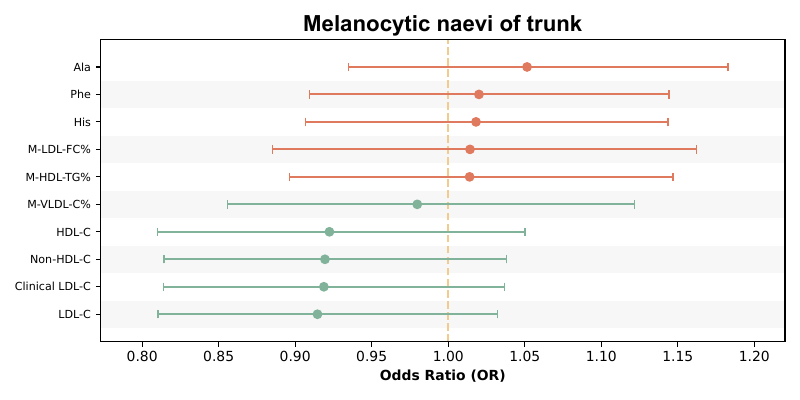 Melanocytic naevi of trunk
Ala
Phe
His
M-LDL-FC%
M-HDL-TG%
M-VLDL-C%
HDL-C
Non-HDL-C
Clinical LDL-C
LDL-C
0.80 0.85 0.90 0.95 1.00 1.05 1.10 1.15 1.20
Odds Ratio (OR)